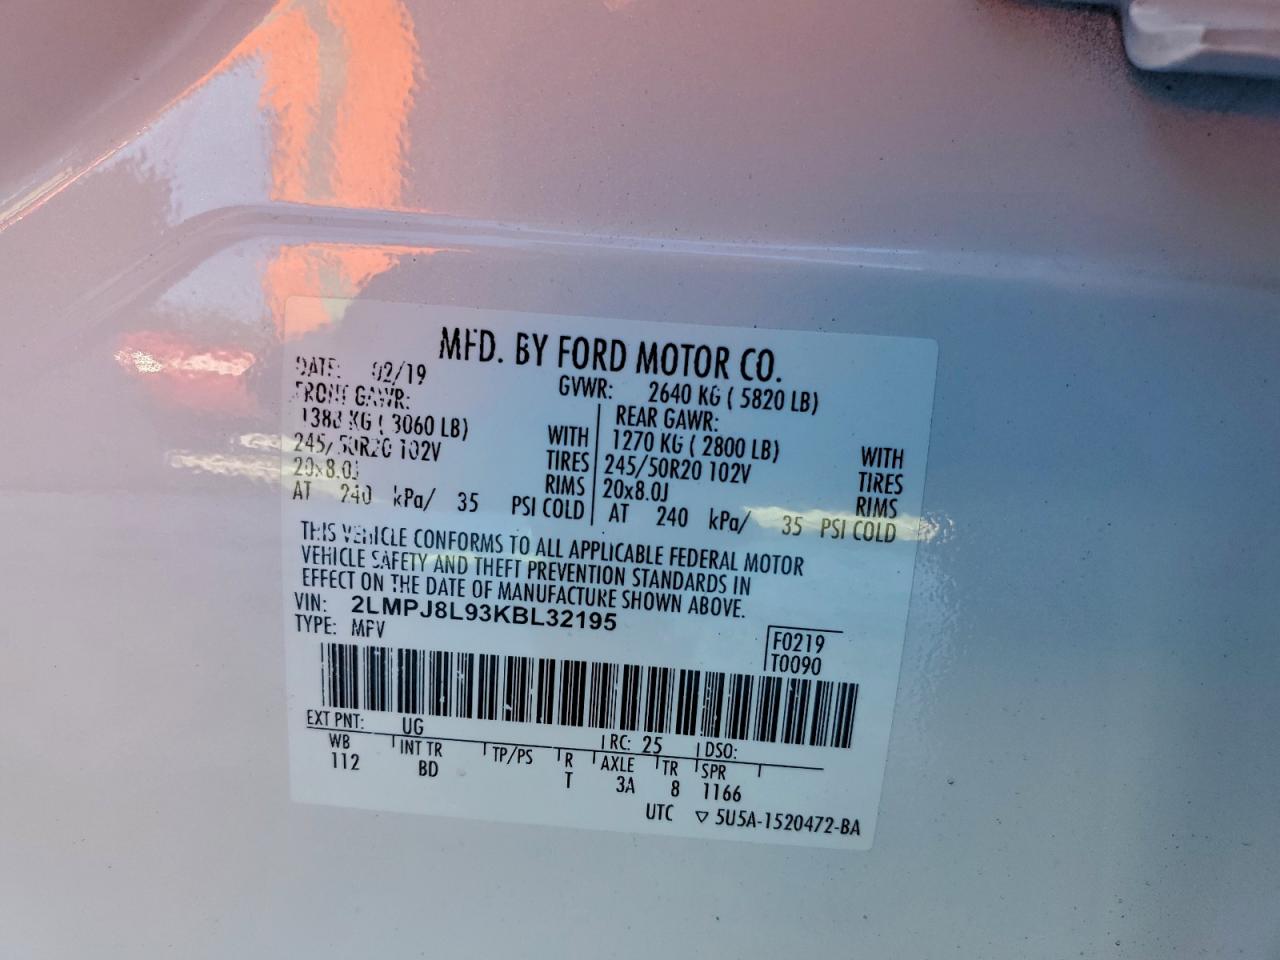 MFD. BY FORD MOTOR CO.
DATE: 02/19 GVWR: 2640 KG ( 5820 LB)
FRONT GAWR: REAR GAWR:
1388 KG ( 3060 LB) WITH 1270 KG ( 2800 LB) WITH
245/50R20 102V TIRES 245/50R20 102V TIRES
20x8.0J RIMS 20x8.0J RIMS
AT 240 kPa/ 35 PSI COLD AT 240 kPa/ 35 PSI COLD
THIS VEHICLE CONFORMS TO ALL APPLICABLE FEDERAL MOTOR
VEHICLE SAFETY AND THEFT PREVENTION STANDARDS IN
EFFECT ON THE DATE OF MANUFACTURE SHOWN ABOVE.
VIN: 2LMPJ8L93KBL32195
TYPE: MPV F0219
T0090
EXT PNT: UG RC: 25 DSO:
WB INT TR TP/PS R AXLE TR SPR
112 BD T 3A 8 1166
UTC ▽ 5U5A-1520472-BA